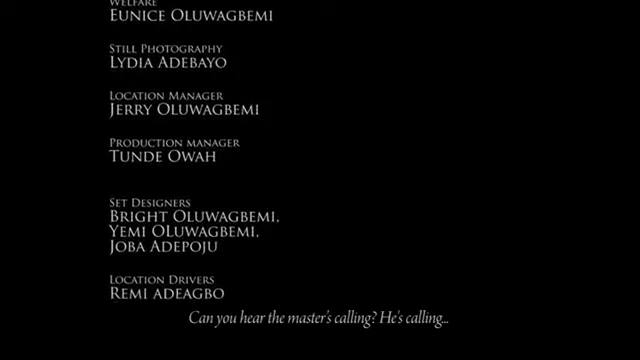 WELFARE
EUNICE OLUWAGBEMI
STILL PHOTOGRAPHY
LYDIA ADEBAYO
LOCATION MANAGER
JERRY OLUWAGBEMI
PRODUCTION MANAGER
TUNDE OWAH
SET DESIGNERS
BRIGHT OLUWAGBEMI,
YEMI OLUWAGBEMI,
JOBA ADEPOJU
LOCATION DRIVERS
REMI ADEAGBO
Can you hear the master's calling? He's calling...